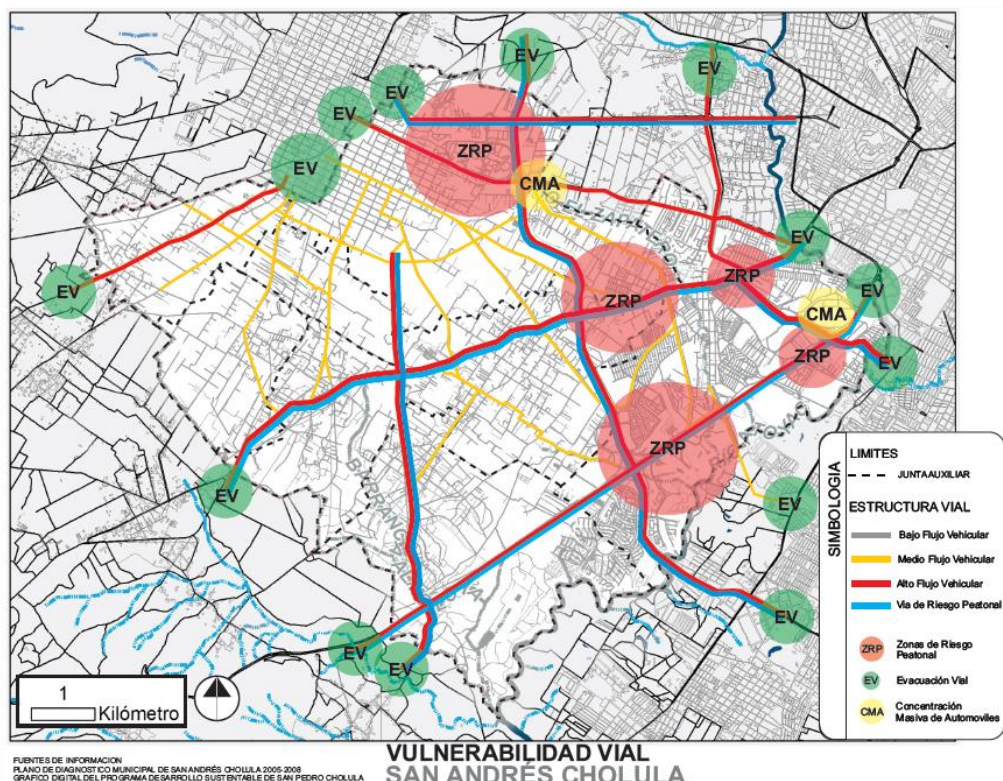 EV
EV
EV
EV
ZRP
EV
CMA
EV
ZRP
EV
ZRP
EV
CMA
ZRP
EV
ZRP
EV
EV
EV
EV
EV
SIMBOLOGIA
LIMITES
JUNTA AUXILIAR
ESTRUCTURA VIAL
Bajo Flujo Vehicular
Medio Flujo Vehicular
Alto Flujo Vehicular
Via de Riesgo Peatonal
ZRP
Zonas de Riesgo
Peatonal
EV
Evacuación Vial
CMA
Concentración
Masiva de Automoviles
1
Kilómetro
VULNERABILIDAD VIAL
SAN ANDRÉS CHOLULA
FUENTES DE INFORMACION
PLANO DE DIAGNOSTICO MUNICIPAL DE SAN ANDRÉS CHOLULA 2005-2008
GRAFICO DIGITAL DEL PROGRAMA DESARROLLO SUSTENTABLE DE SAN PEDRO CHOLULA